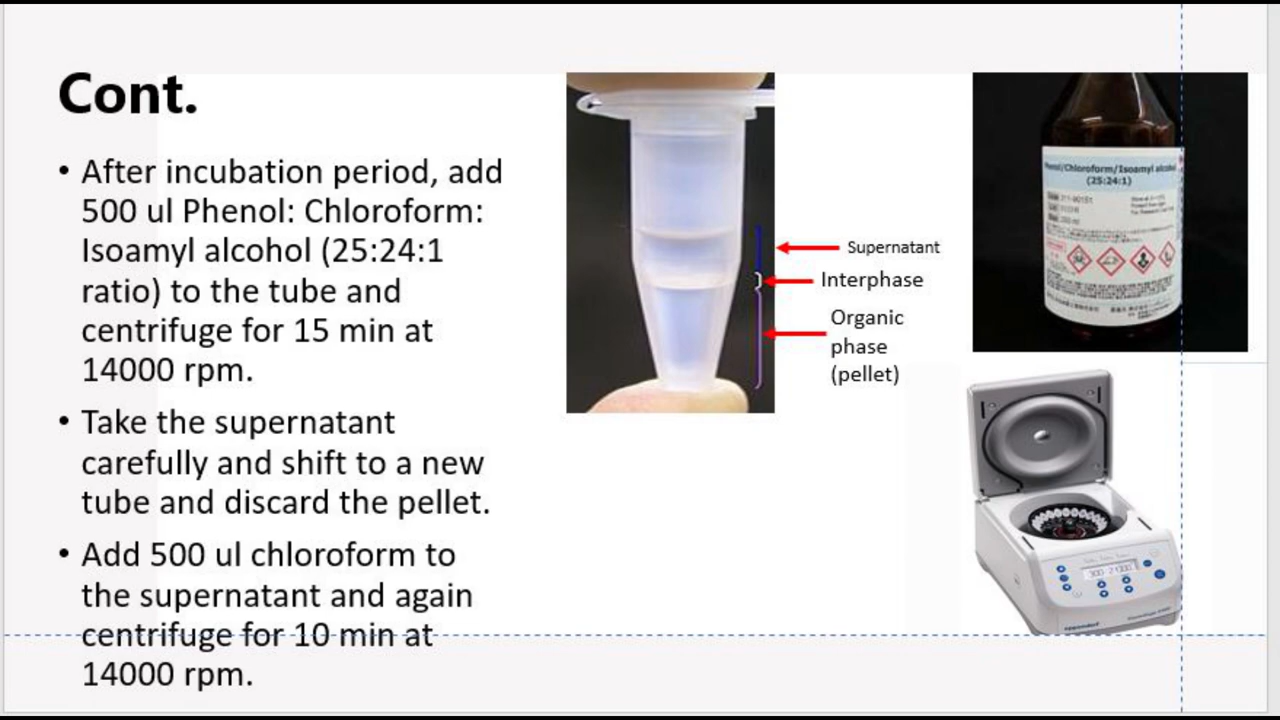 Cont.
• After incubation period, add
500 ul Phenol: Chloroform:
Isoamyl alcohol (25:24:1
ratio) to the tube and
centrifuge for 15 min at
14000 rpm.
• Take the supernatant
carefully and shift to a new
tube and discard the pellet.
• Add 500 ul chloroform to
the supernatant and again
centrifuge for 10 min at
14000 rpm.
Supernatant
Interphase
Organic
phase
(pellet)
Phenol/Chloroform/Isoamyl alcohol
(25:24:1)